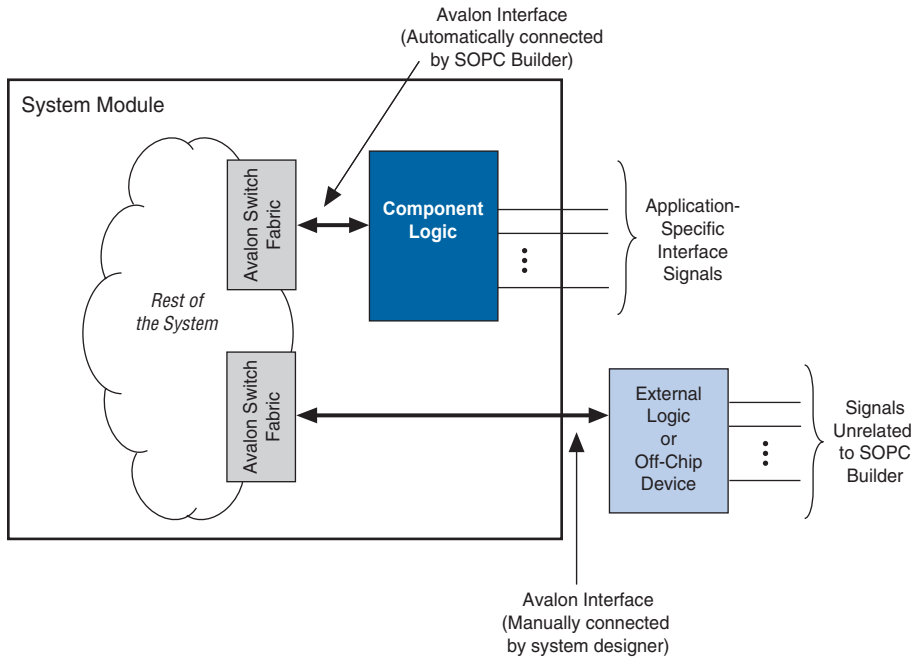 Avalon Interface
(Automatically connected
by SOPC Builder)
System Module
Avalon Switch
Fabric
Component
Logic
Application-
Specific
Interface
Signals
Rest of
the System
Avalon Switch
Fabric
External
Logic
or
Off-Chip
Device
Signals
Unrelated
to SOPC
Builder
Avalon Interface
(Manually connected
by system designer)